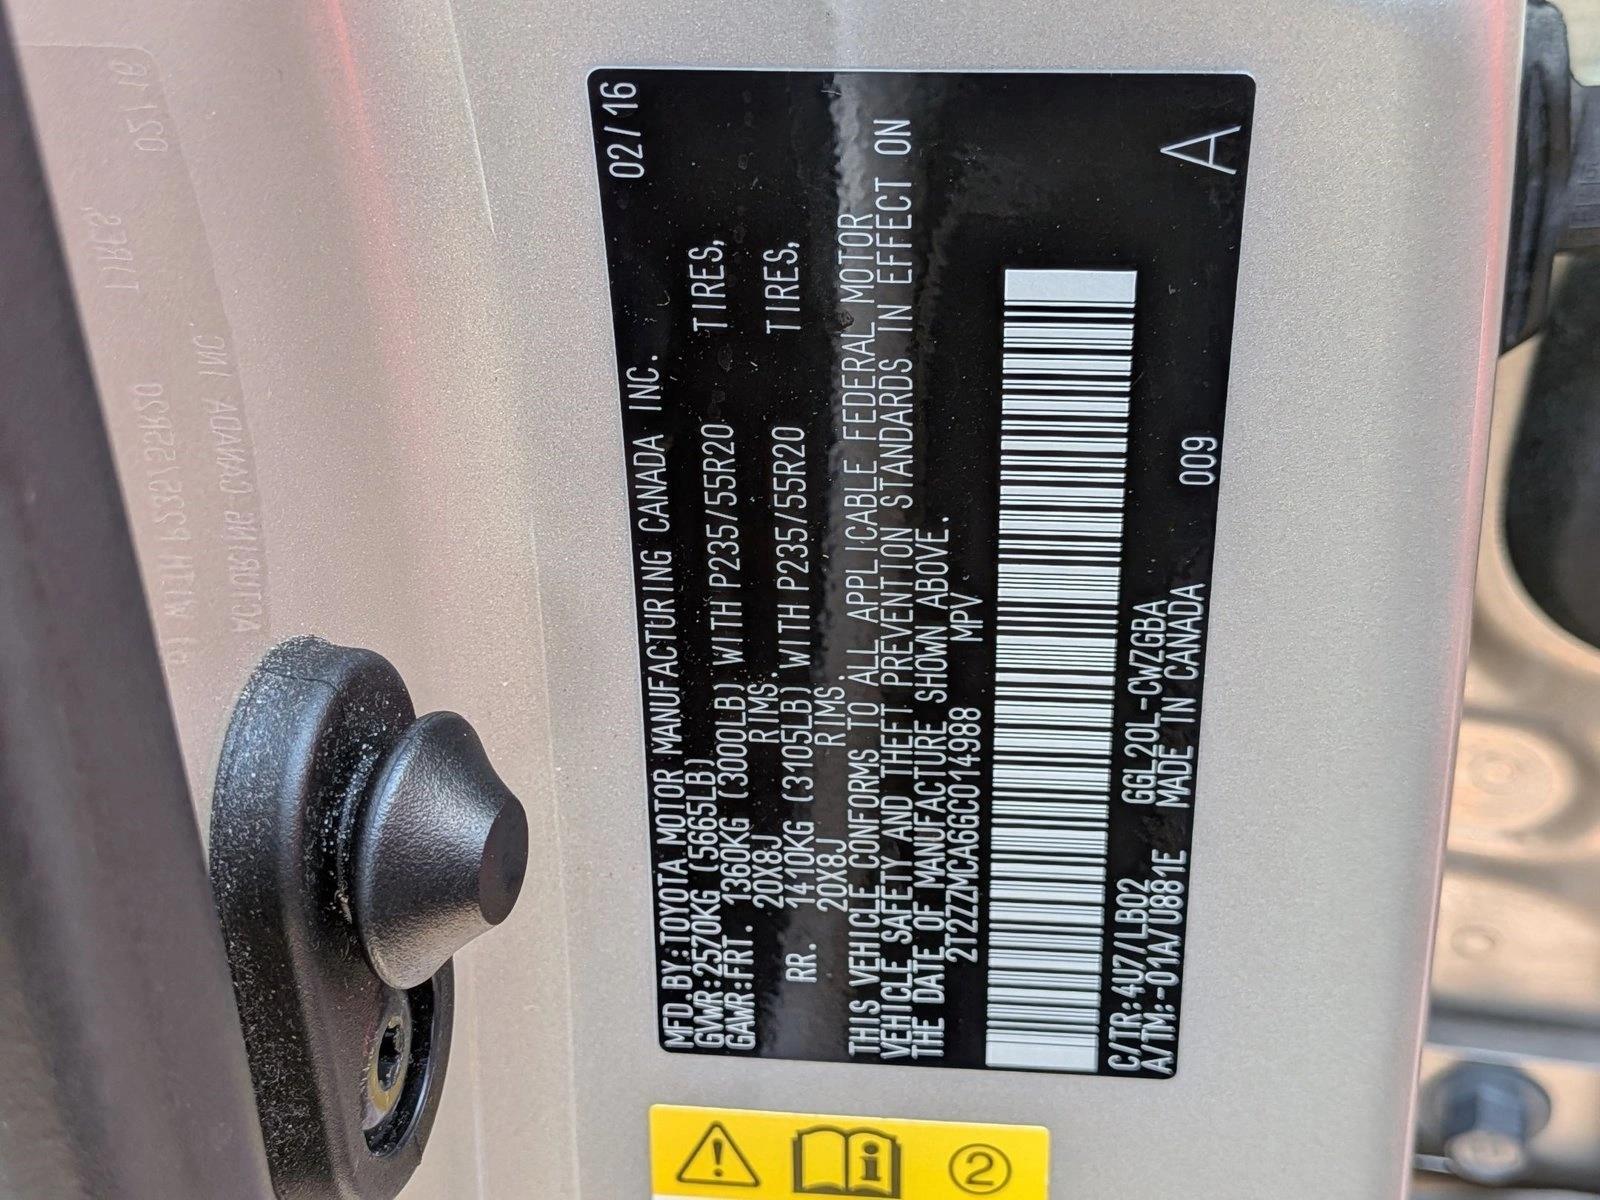 MFD.BY:TOYOTA MOTOR MANUFACTURING CANADA INC. 02/16
GVWR:2570KG (5665LB)
GAWR:FRT. 1360KG (3000LB) WITH P235/55R20 TIRES,
20X8J RIMS.
RR. 1410KG (3105LB) WITH P235/55R20 TIRES,
20X8J RIMS.
THIS VEHICLE CONFORMS TO ALL APPLICABLE FEDERAL MOTOR
VEHICLE SAFETY AND THEFT PREVENTION STANDARDS IN EFFECT ON
THE DATE OF MANUFACTURE SHOWN ABOVE.
2T2ZZMCA6GC014988 MPV
C/TR:4U7/LB02 GGL20L-CWZGBA
A/TM:-01A/U881E MADE IN CANADA 009 A
2